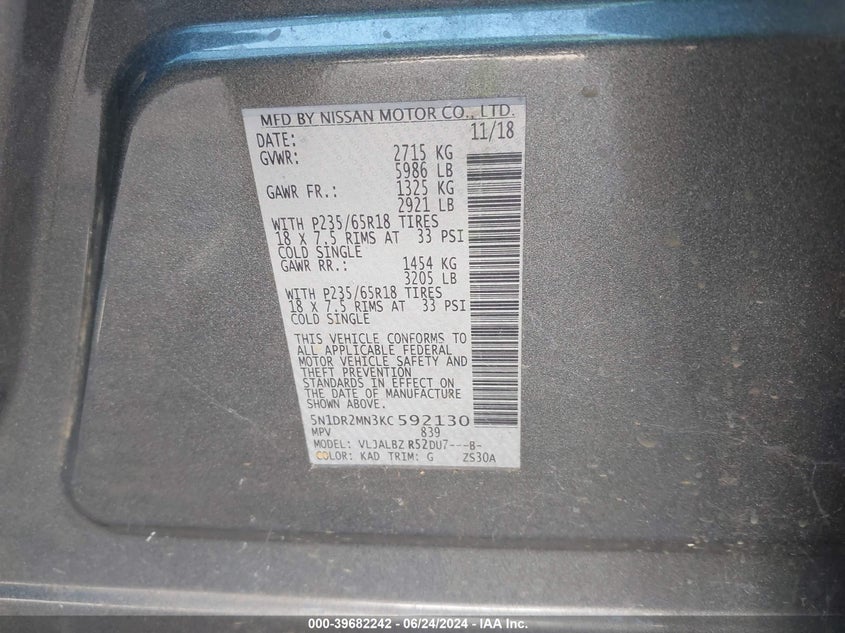 MFD BY NISSAN MOTOR CO., LTD.
DATE: 11/18
GVWR: 2715 KG
5986 LB
GAWR FR.: 1325 KG
2921 LB
WITH P235/65R18 TIRES
18 X 7.5 RIMS AT 33 PSI
COLD SINGLE
GAWR RR.: 1454 KG
3205 LB
WITH P235/65R18 TIRES
18 X 7.5 RIMS AT 33 PSI
COLD SINGLE
THIS VEHICLE CONFORMS TO
ALL APPLICABLE FEDERAL
MOTOR VEHICLE SAFETY AND
THEFT PREVENTION
STANDARDS IN EFFECT ON
THE DATE OF MANUFACTURE
SHOWN ABOVE.
5N1DR2MN3KC592130
MPV 839
MODEL: VLJALBZ R52DU7---B-
COLOR: KAD TRIM: G ZS30A
000-39682242 - 06/24/2024 - IAA Inc.